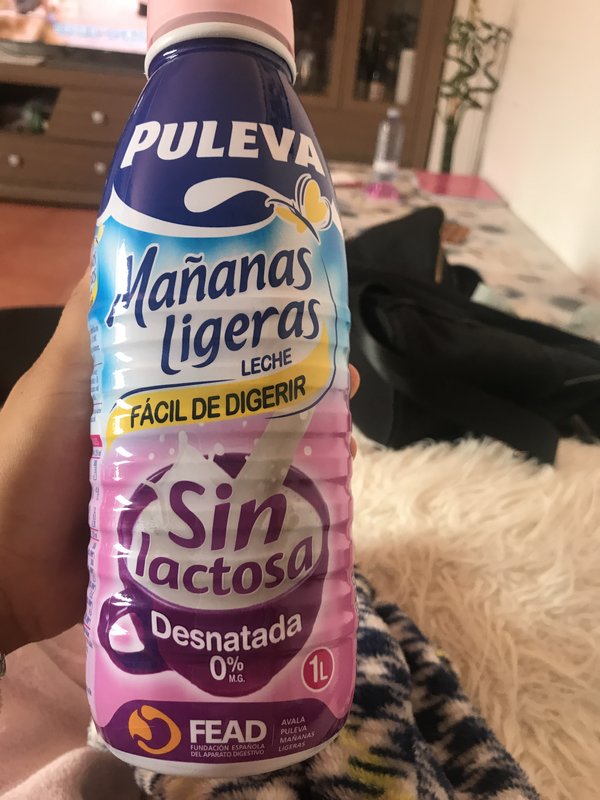 PULEVA
Mañanas
ligeras
LECHE
FÁCIL DE DIGERIR
Sin
lactosa
Desnatada
0%
M.G.
1L
FEAD
FUNDACIÓN ESPAÑOLA
DEL APARATO DIGESTIVO
AVALA
PULEVA
MAÑANAS
LIGERAS